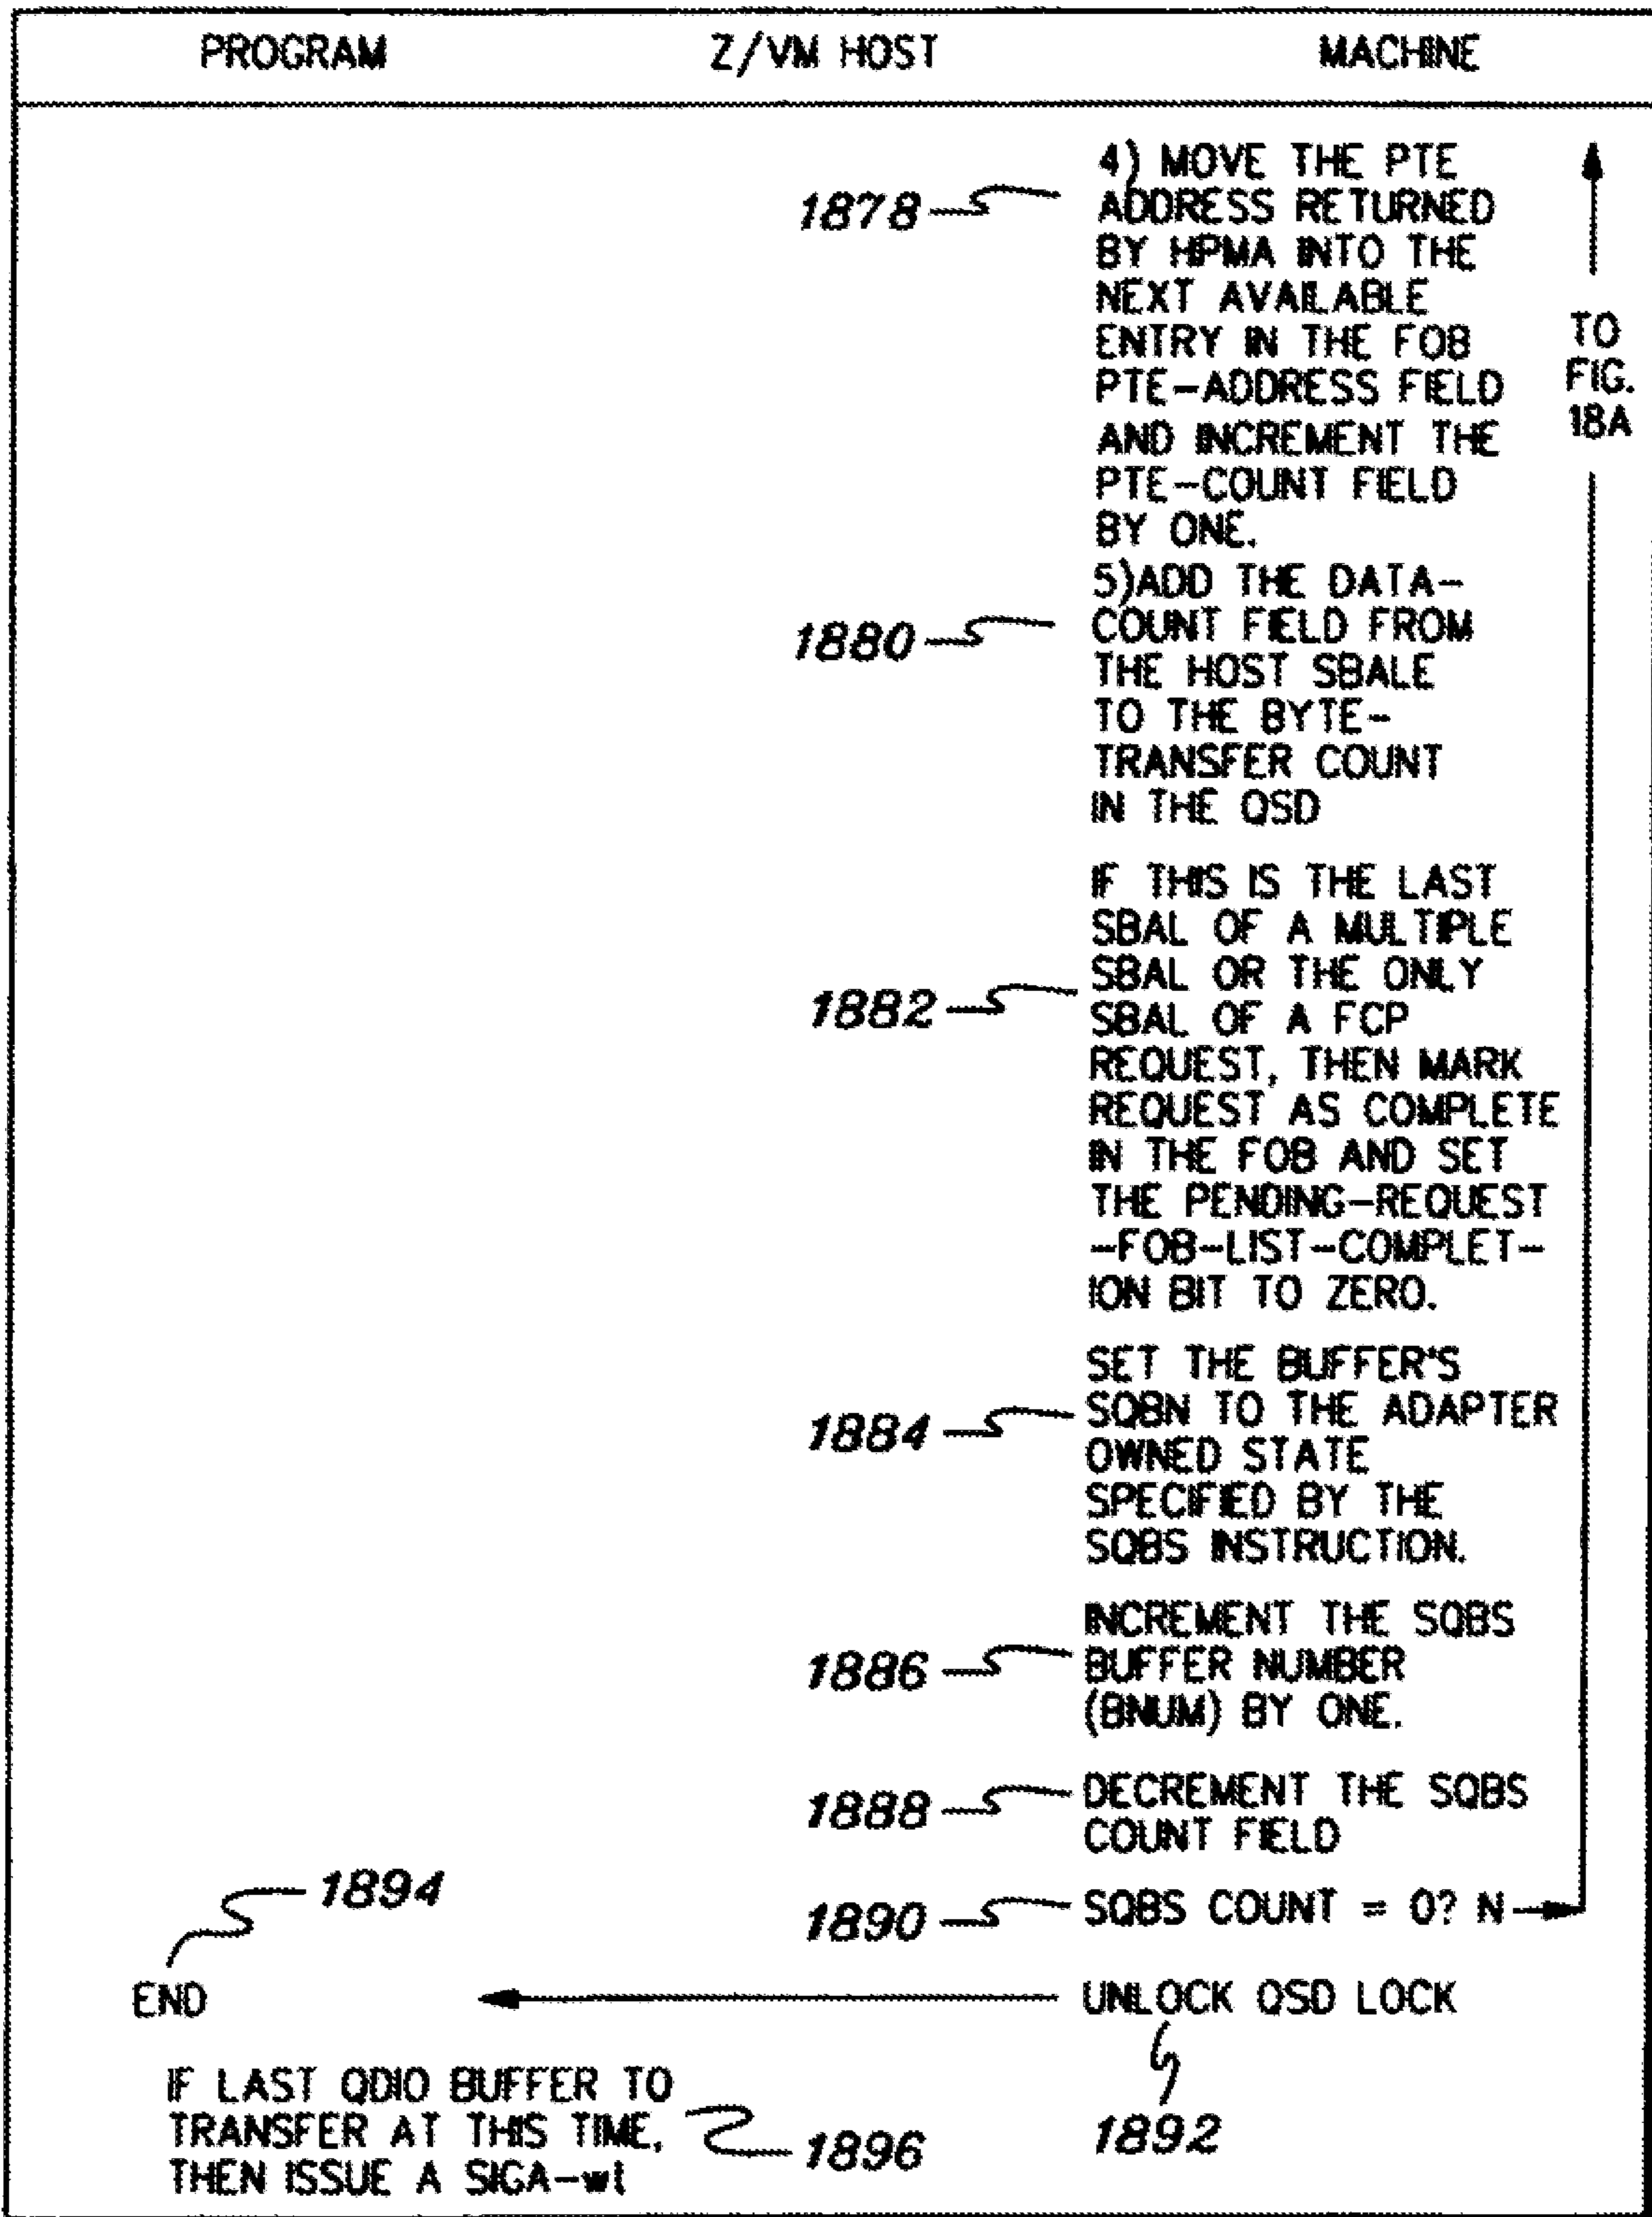 PROGRAM Z/VM HOST MACHINE
1878
4) MOVE THE PTE
ADDRESS RETURNED
BY HPMA INTO THE
NEXT AVAILABLE
ENTRY IN THE FOB
PTE-ADDRESS FIELD
AND INCREMENT THE
PTE-COUNT FIELD
BY ONE.
TO
FIG.
18A
1880
5)ADD THE DATA-
COUNT FIELD FROM
THE HOST SBALE
TO THE BYTE-
TRANSFER COUNT
IN THE QSD
1882
IF THIS IS THE LAST
SBAL OF A MULTIPLE
SBAL OR THE ONLY
SBAL OF A FCP
REQUEST, THEN MARK
REQUEST AS COMPLETE
IN THE FOB AND SET
THE PENDING-REQUEST
-FOB-LIST-COMPLET-
ION BIT TO ZERO.
1884
SET THE BUFFER'S
SQBN TO THE ADAPTER
OWNED STATE
SPECIFIED BY THE
SQBS INSTRUCTION.
1886
INCREMENT THE SQBS
BUFFER NUMBER
(BNUM) BY ONE.
1888
DECREMENT THE SQBS
COUNT FIELD
1890
SQBS COUNT = 0? N
1894
END
UNLOCK QSD LOCK
1892
IF LAST QDIO BUFFER TO
TRANSFER AT THIS TIME,
THEN ISSUE A SIGA-wt
1896